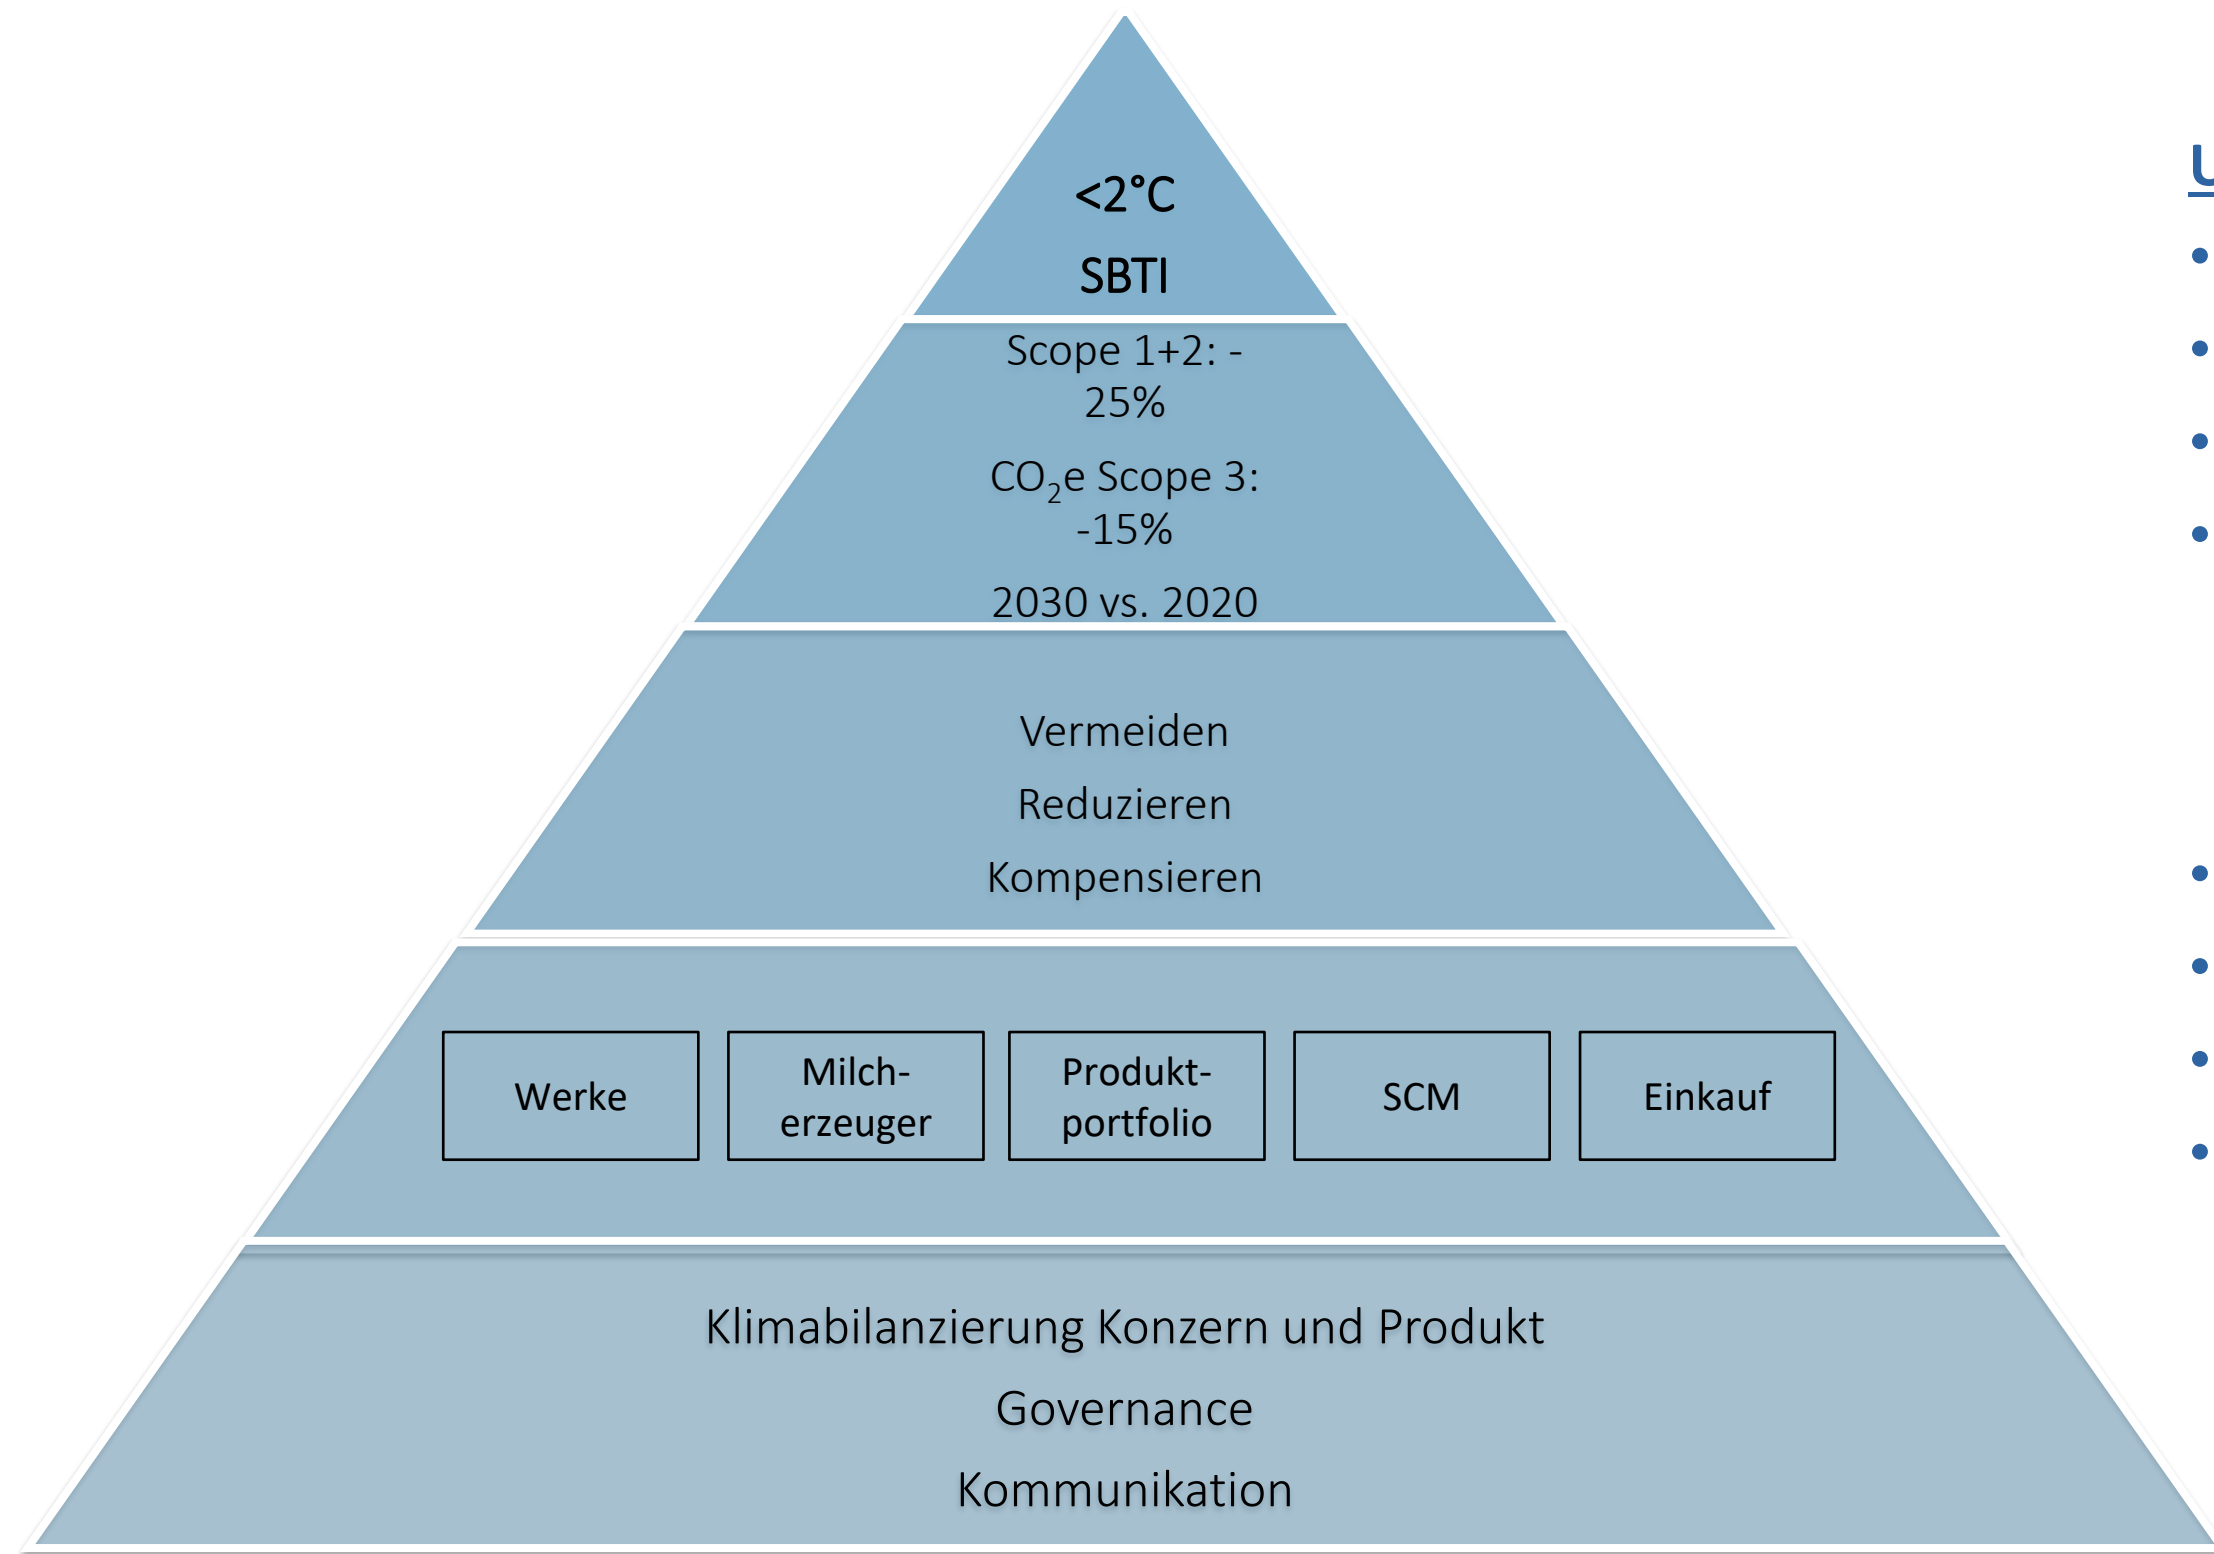 <2°C
SBTI
Scope 1+2: -
25%
CO₂e Scope 3:
-15%
2030 vs. 2020
Vermeiden
Reduzieren
Kompensieren
Werke
Milch-
erzeuger
Produkt-
portfolio
SCM
Einkauf
Klimabilanzierung Konzern und Produkt
Governance
Kommunikation